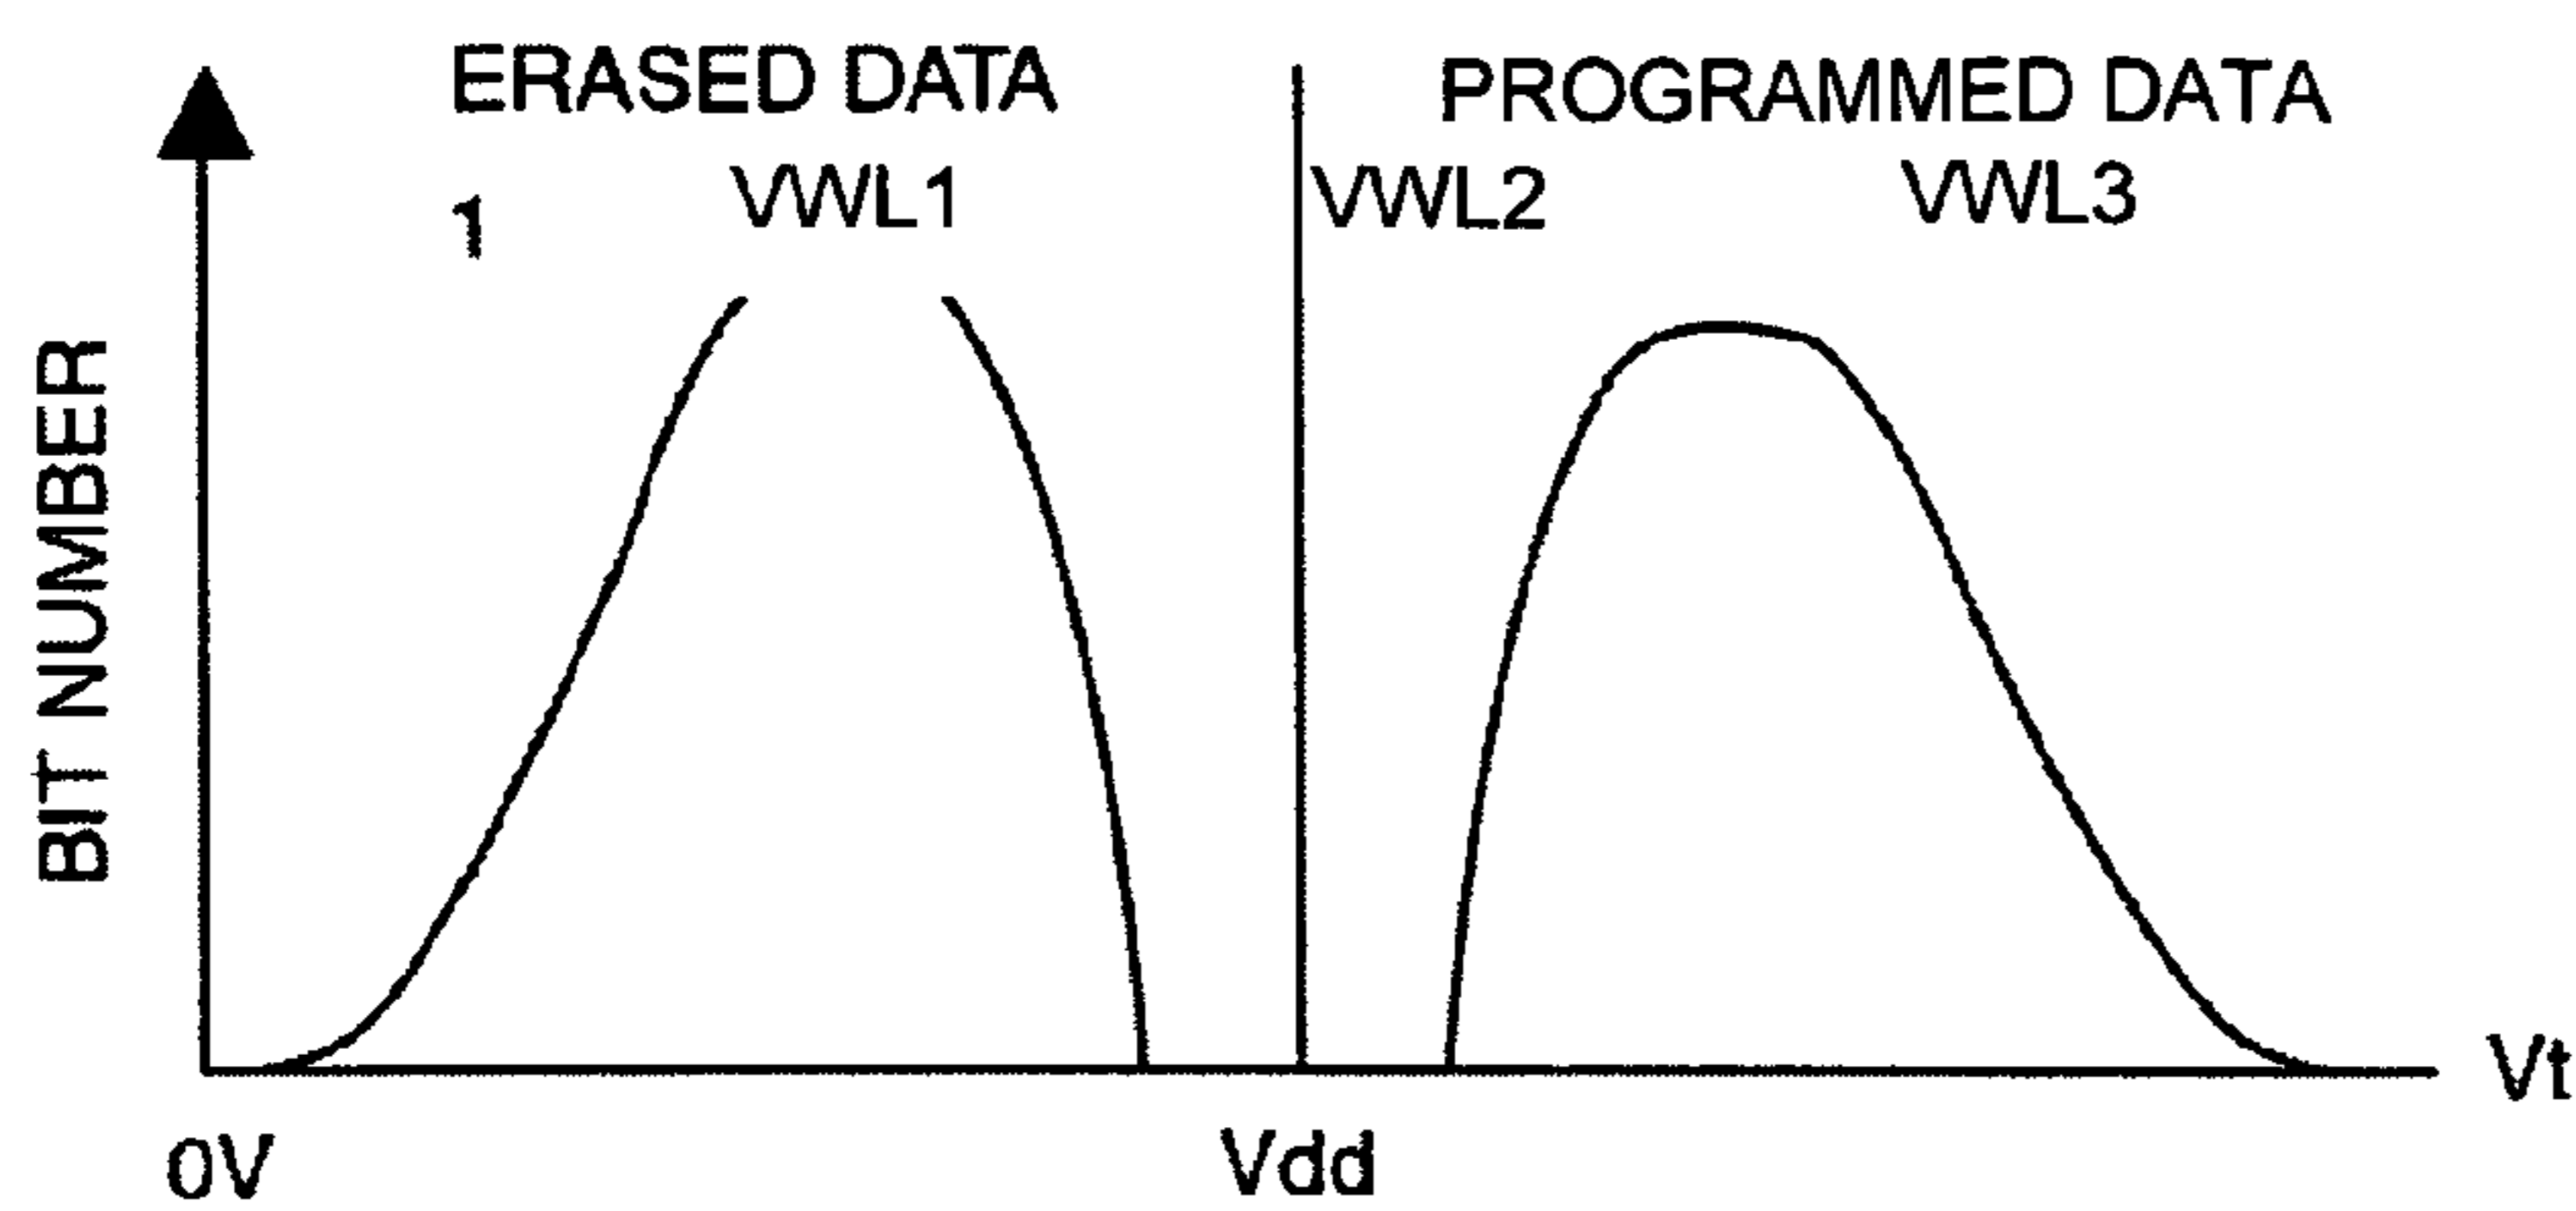 ERASED DATA
PROGRAMMED DATA
1
VWL1
VWL2
VWL3
BIT NUMBER
Vt
0V
Vdd